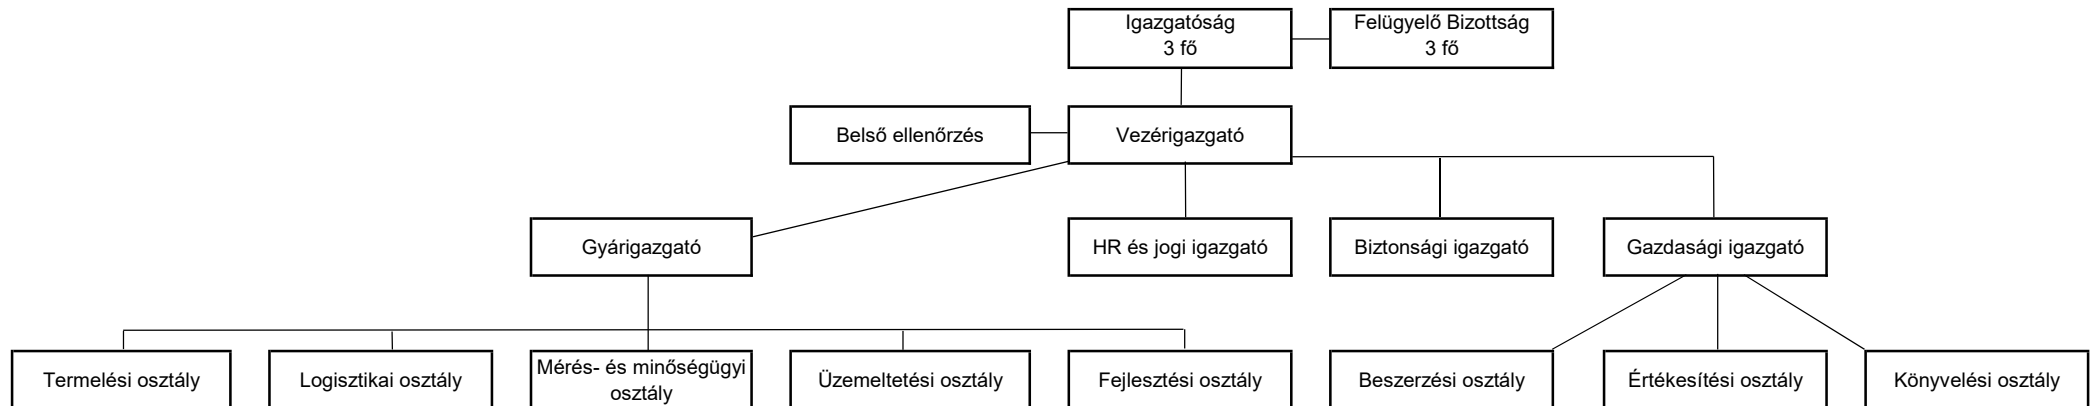 Igazgatóság
3 fő
Felügyelő Bizottság
3 fő
Belső ellenőrzés
Vezérigazgató
Gyárigazgató
HR és jogi igazgató
Biztonsági igazgató
Gazdasági igazgató
Termelési osztály
Logisztikai osztály
Mérés- és minőségügyi
osztály
Üzemeltetési osztály
Fejlesztési osztály
Beszerzési osztály
Értékesítési osztály
Könyvelési osztály